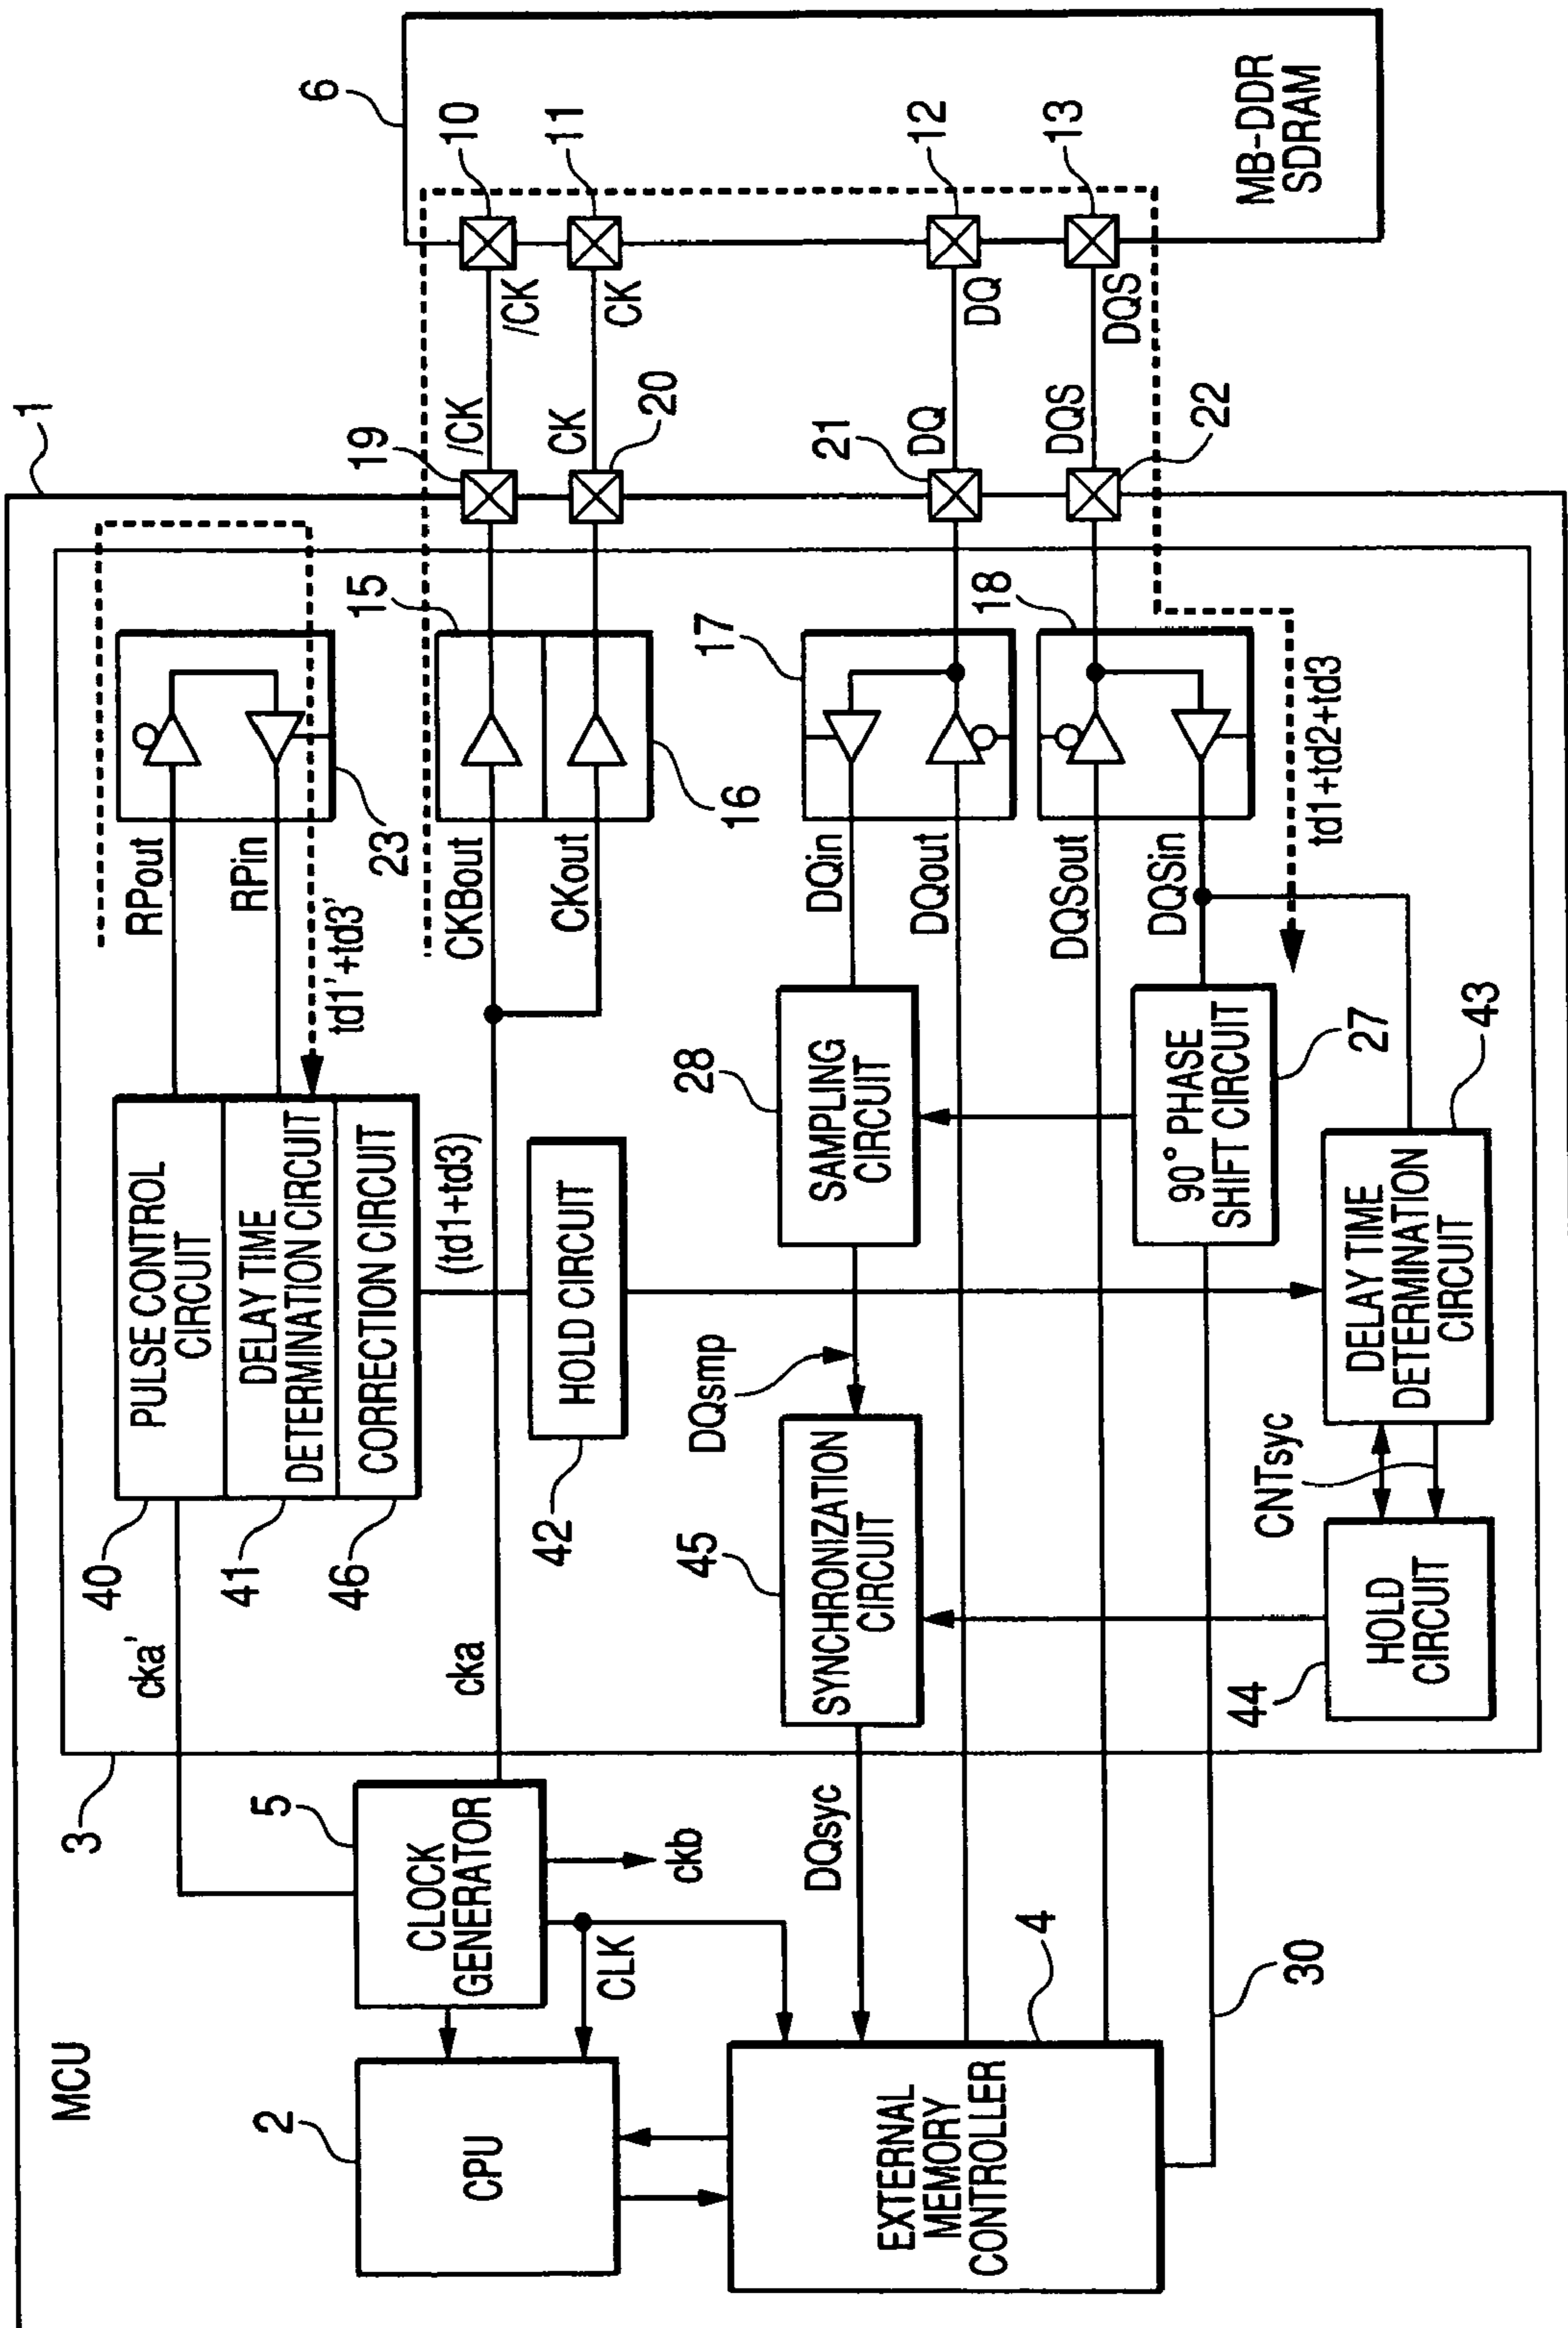 MCU
1
3
2
CPU
5
CLOCK
GENERATOR
cka'
cka
ckb
CLK
4
EXTERNAL
MEMORY
CONTROLLER
30
40
PULSE CONTROL
CIRCUIT
41
DELAY TIME
DETERMINATION CIRCUIT
46
CORRECTION CIRCUIT
RPout
RPin
23
td1'+td3'
(td1+td3)
42
HOLD CIRCUIT
CKBout
CKout
15
16
19
/CK
/CK
10
20
CK
CK
11
6
MB-DDR
SDRAM
DQsyc
45
SYNCHRONIZATION
CIRCUIT
DQsmp
28
SAMPLING
CIRCUIT
DQin
DQout
17
21
DQ
DQ
12
DQSout
DQSin
18
22
DQS
DQS
13
90° PHASE
SHIFT CIRCUIT
27
td1+td2+td3
44
HOLD
CIRCUIT
CNTsyc
43
DELAY TIME
DETERMINATION
CIRCUIT